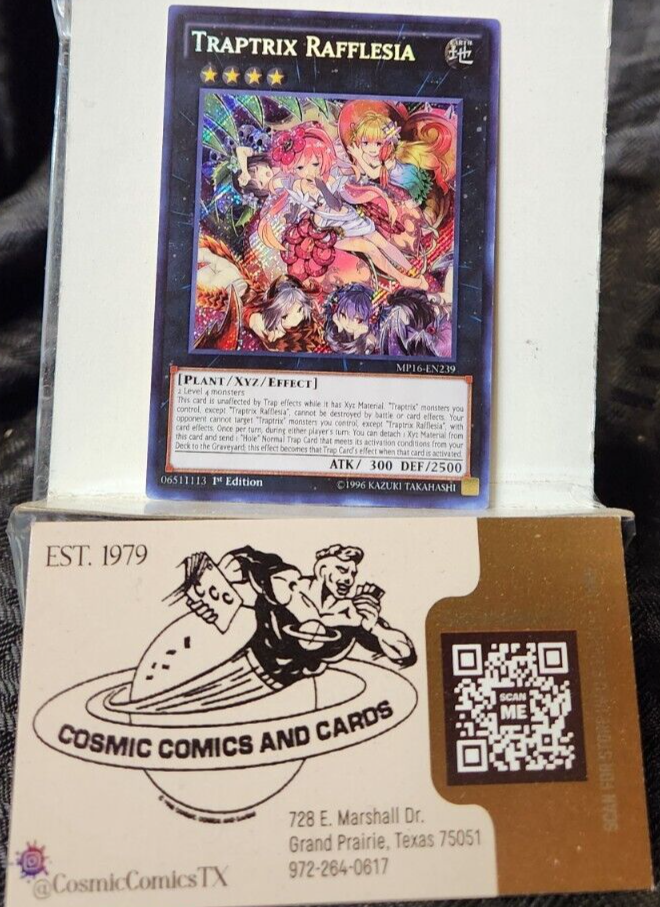 TRAPTRIX RAFFLESIA
EARTH
地
MP16-EN239
[PLANT/XYZ/EFFECT]
2 Level 4 monsters
This card is unaffected by Trap effects while it has Xyz Material. "Traptrix" monsters you
control, except "Traptrix Rafflesia", cannot be destroyed by battle or card effects. Your
opponent cannot target "Traptrix" monsters you control, except "Traptrix Rafflesia", with
card effects. Once per turn, during either player's turn: You can detach 1 Xyz Material from
this card and send 1 "Hole" Normal Trap Card that meets its activation conditions from your
Deck to the Graveyard; this effect becomes that Trap Card's effect when that card is activated.
ATK/ 300 DEF/2500
06511113 1st Edition
©1996 KAZUKI TAKAHASHI
EST. 1979
COSMIC COMICS AND CARDS
SCAN
ME
728 E. Marshall Dr.
Grand Prairie, Texas 75051
972-264-0617
@CosmicComicsTX